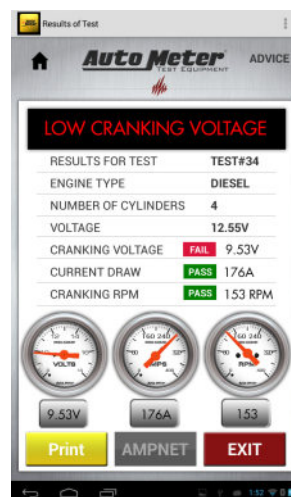 Results of Test
Auto Meter
TEST EQUIPMENT
ADVICE
LOW CRANKING VOLTAGE
RESULTS FOR TEST TEST#34
ENGINE TYPE DIESEL
NUMBER OF CYLINDERS 4
VOLTAGE 12.55V
CRANKING VOLTAGE FAIL 9.53V
CURRENT DRAW PASS 176A
CRANKING RPM PASS 153 RPM
VOLTS
RPM
9.53V 176A 153
Print AMPNET EXIT
1:52